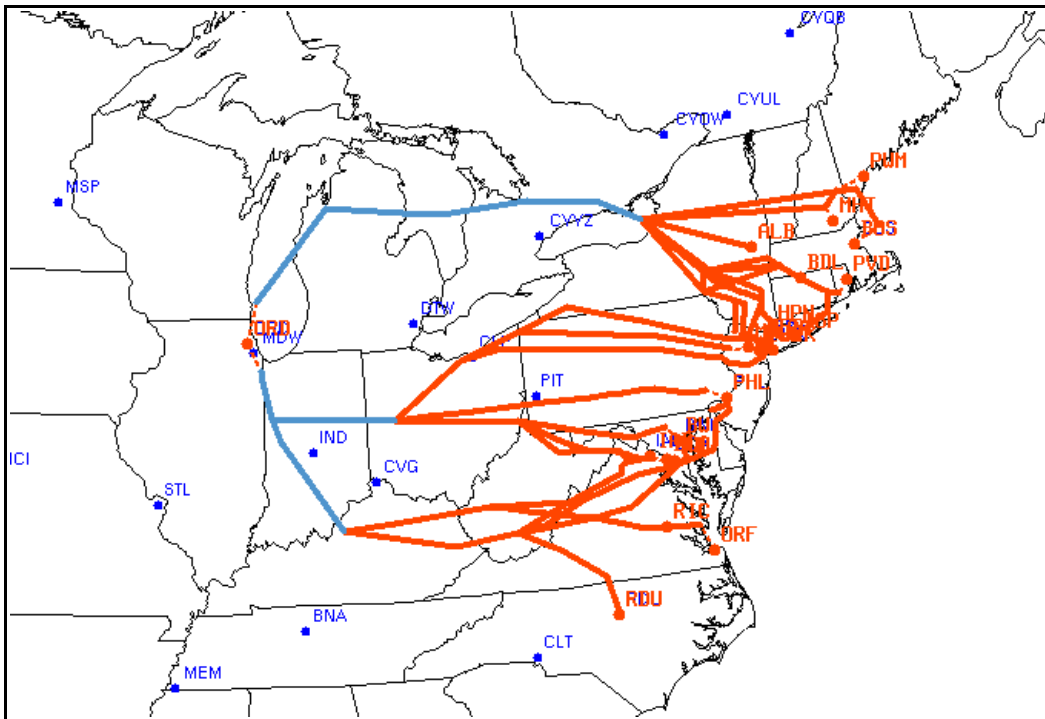 CYQB
CYUL
CYOW
PWM
MSP
MHT
BOS
CYYZ
ALB
BDL
PVD
DTW
HPN
ORD
MDW
PHL
PIT
IND
ICI
CVG
STL
RIC
ORF
RDU
BNA
CLT
MEM